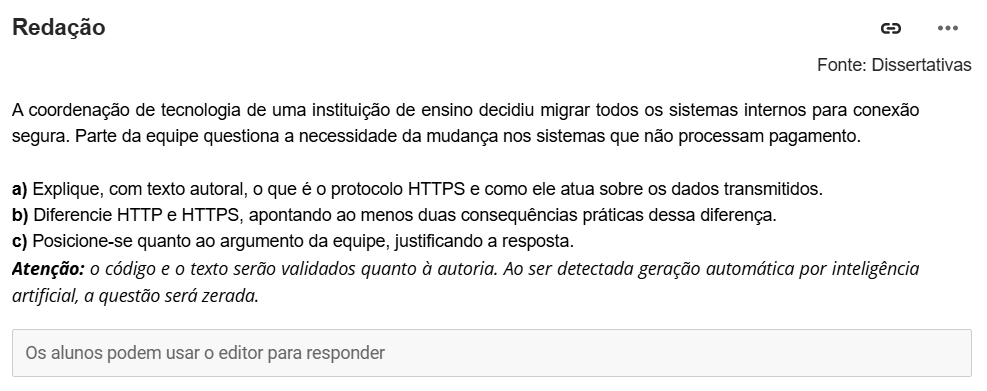 Redação
Fonte: Dissertativas
A coordenação de tecnologia de uma instituição de ensino decidiu migrar todos os sistemas internos para conexão
segura. Parte da equipe questiona a necessidade da mudança nos sistemas que não processam pagamento.
a) Explique, com texto autoral, o que é o protocolo HTTPS e como ele atua sobre os dados transmitidos.
b) Diferencie HTTP e HTTPS, apontando ao menos duas consequências práticas dessa diferença.
c) Posicione-se quanto ao argumento da equipe, justificando a resposta.
Atenção: o código e o texto serão validados quanto à autoria. Ao ser detectada geração automática por inteligência
artificial, a questão será zerada.
Os alunos podem usar o editor para responder